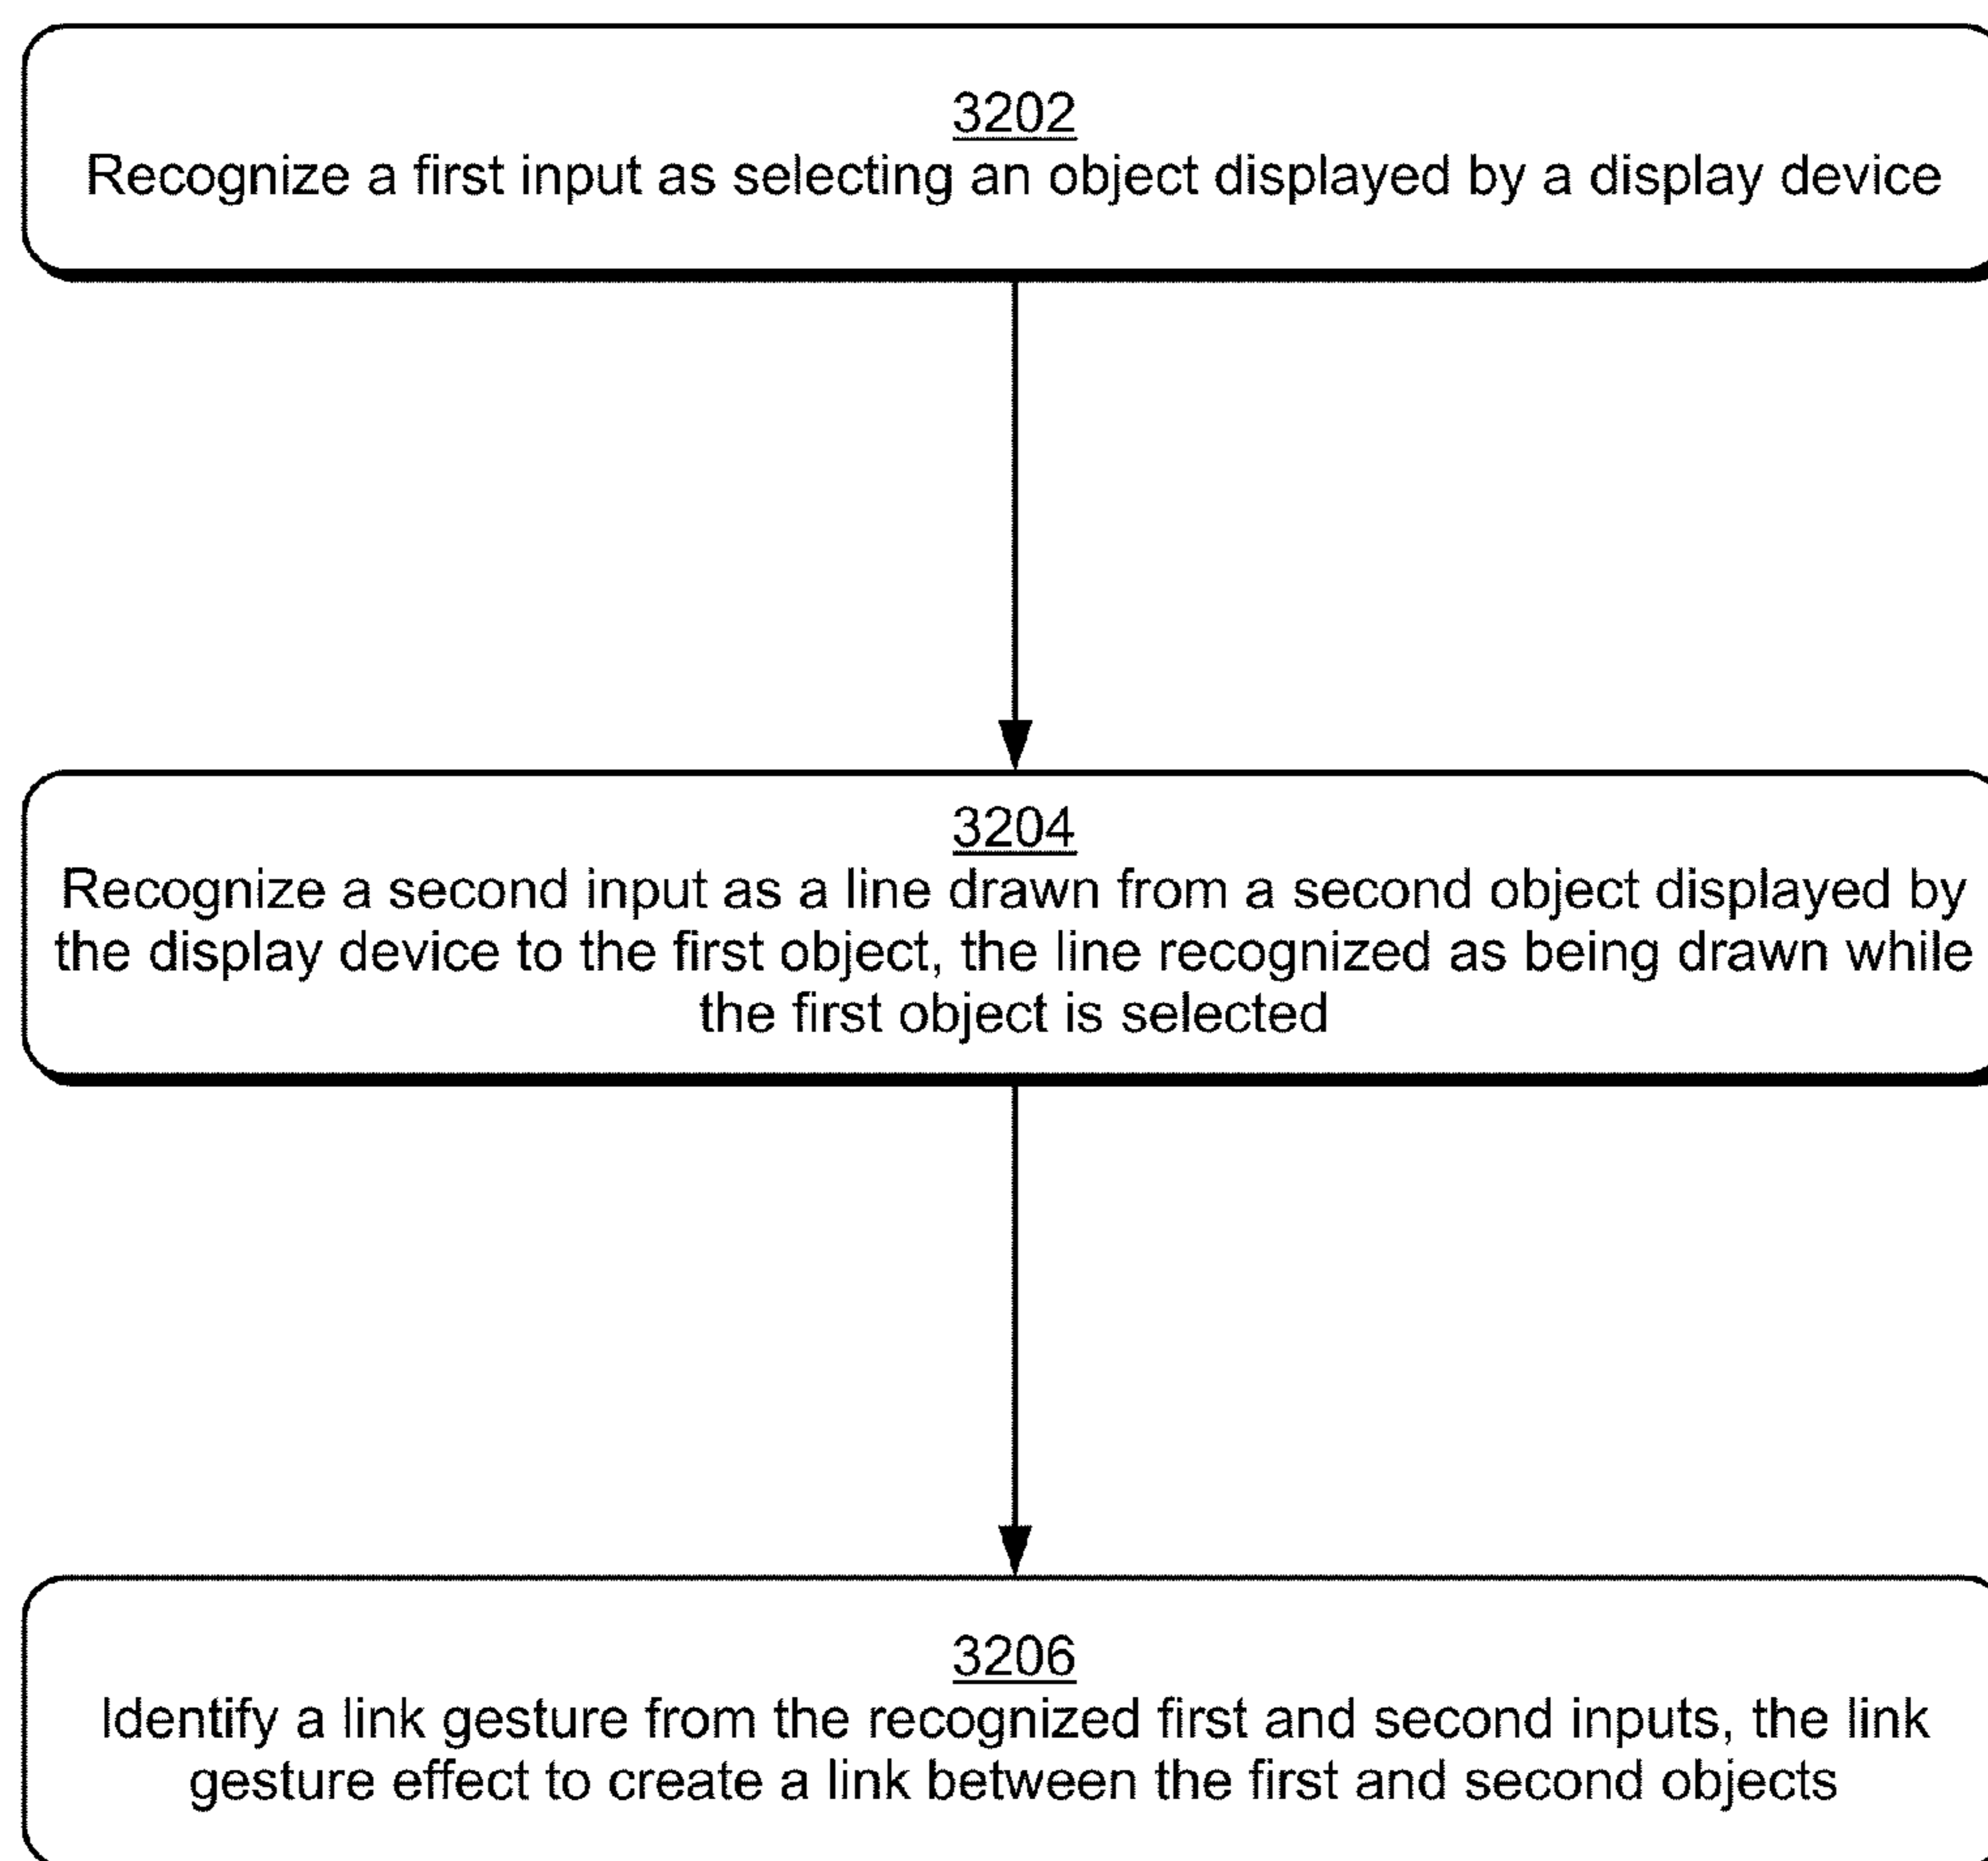 3202
Recognize a first input as selecting an object displayed by a display device
3204
Recognize a second input as a line drawn from a second object displayed by
the display device to the first object, the line recognized as being drawn while
the first object is selected
3206
Identify a link gesture from the recognized first and second inputs, the link
gesture effect to create a link between the first and second objects